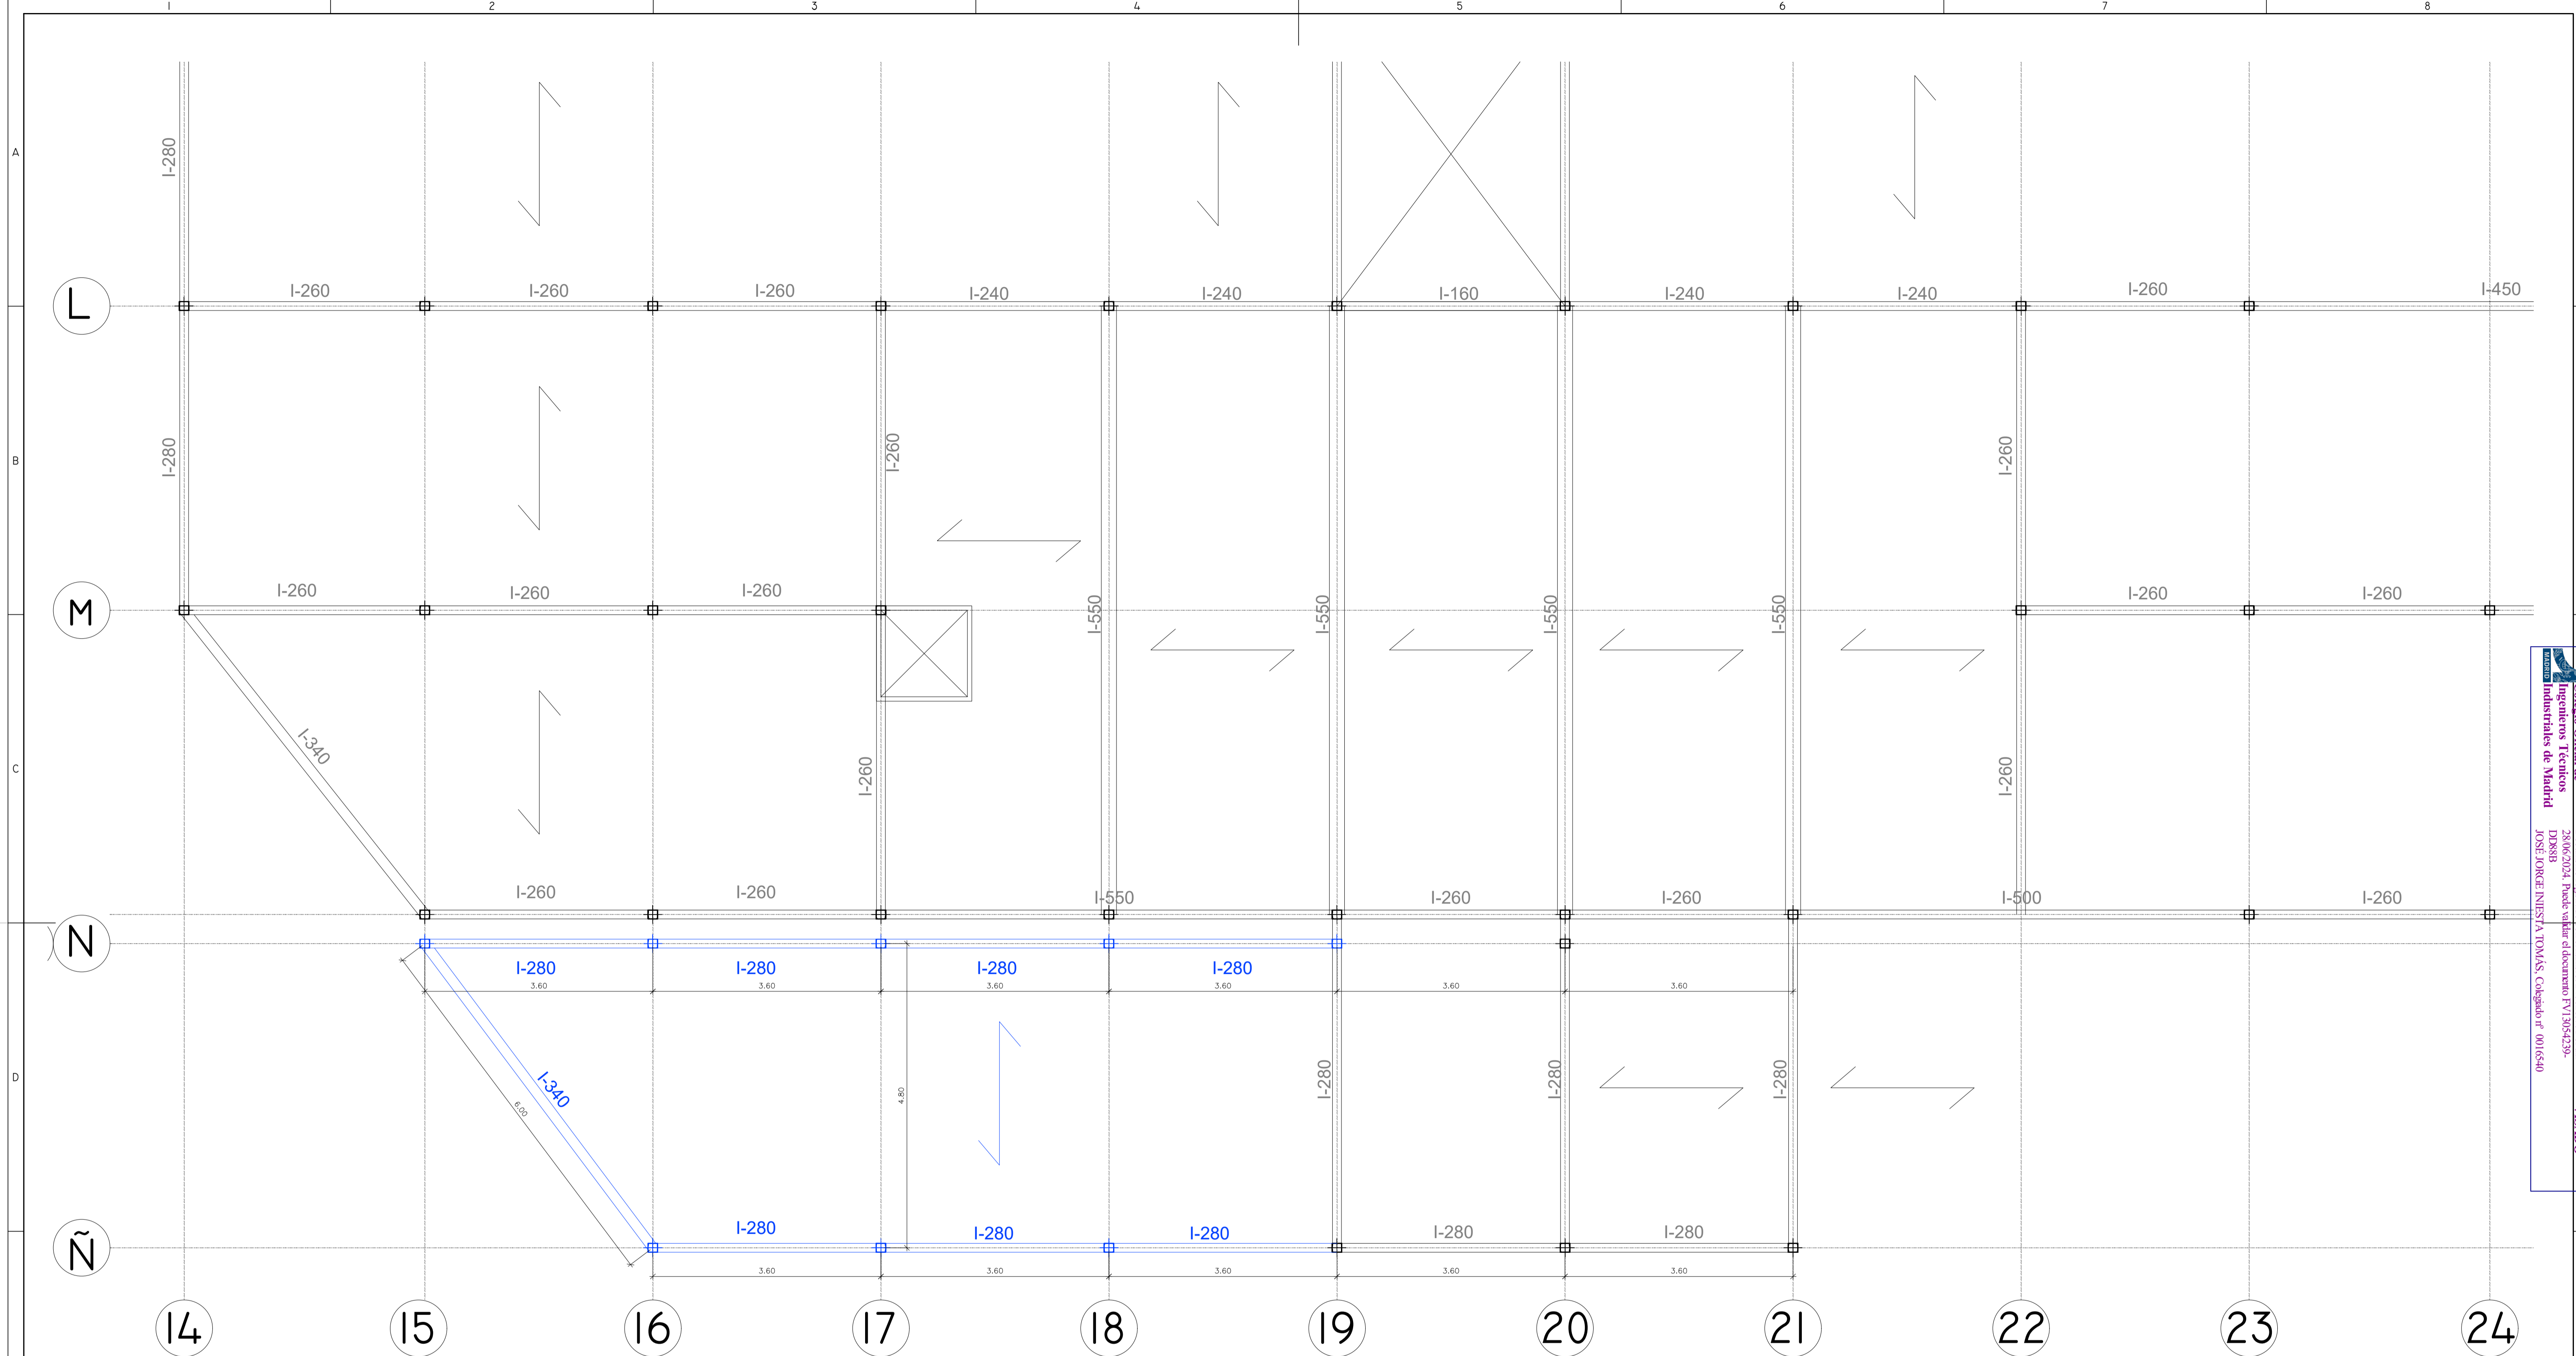 1 2 3 4 5 6 7 8
A
I-280
L
I-260 I-260 I-260 I-240 I-240 I-160 I-240 I-240 I-260 I-450
B
I-280 I-260 I-260
M
I-260 I-260 I-260 I-550 I-550 I-550 I-550 I-260 I-260
C
I-340 I-260 I-260
I-260 I-260 I-550 I-260 I-260 I-500 I-260
N
I-280 I-280 I-280 I-280
3.60 3.60 3.60 3.60 3.60 3.60
D
I-340 6.00 4.80 I-280 I-280 I-280
Ñ
I-280 I-280 I-280 I-280 I-280
3.60 3.60 3.60 3.60 3.60
14 15 16 17 18 19 20 21 22 23 24
MADRID
Ingenieros Técnicos
Industriales de Madrid
28/06/2024. Puede validar el documento FV13054239-
DD88B
JOSÉ JORGE INIESTA TOMÁS, Colegiado nº 0016540